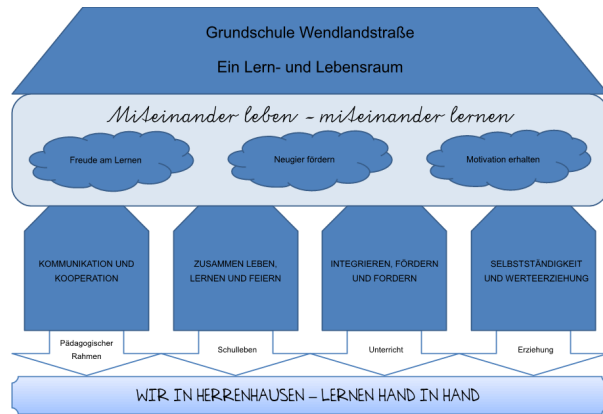 Grundschule Wendlandstraße
Ein Lern- und Lebensraum
Miteinander leben – miteinander lernen
Freude am Lernen
Neugier fördern
Motivation erhalten
KOMMUNIKATION UND
KOOPERATION
ZUSAMMEN LEBEN,
LERNEN UND FEIERN
INTEGRIEREN, FÖRDERN
UND FORDERN
SELBSTSTÄNDIGKEIT
UND WERTEERZIEHUNG
Pädagogischer
Rahmen
Schulleben
Unterricht
Erziehung
WIR IN HERRENHAUSEN – LERNEN HAND IN HAND